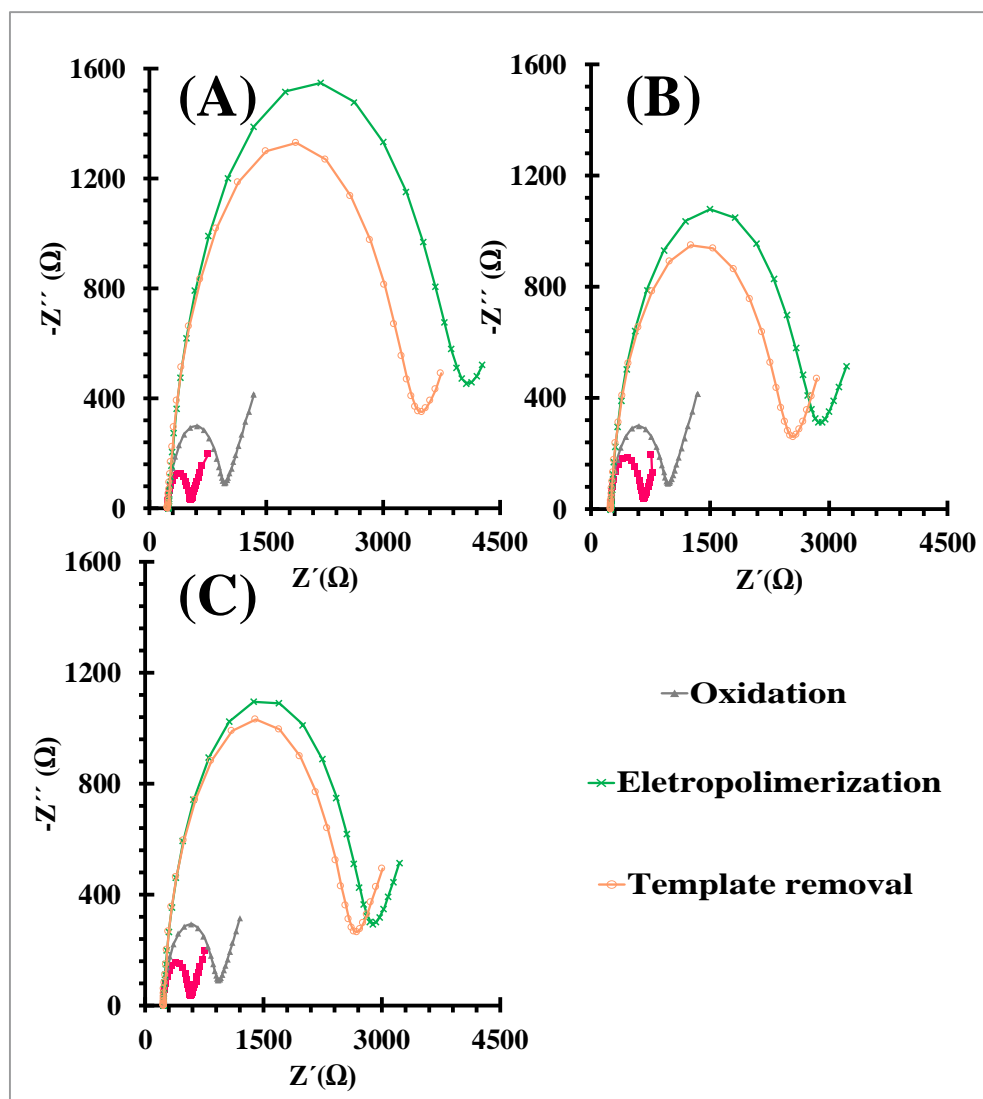 (A)
1600
1200
800
400
0
-Z´´ (Ω)
0 1500 3000 4500
Z´(Ω)
(B)
1600
1200
800
400
0
-Z´´ (Ω)
0 1500 3000 4500
Z´(Ω)
(C)
1600
1200
800
400
0
-Z´´ (Ω)
0 1500 3000 4500
Z´(Ω)
Oxidation
Eletropolimerization
Template removal